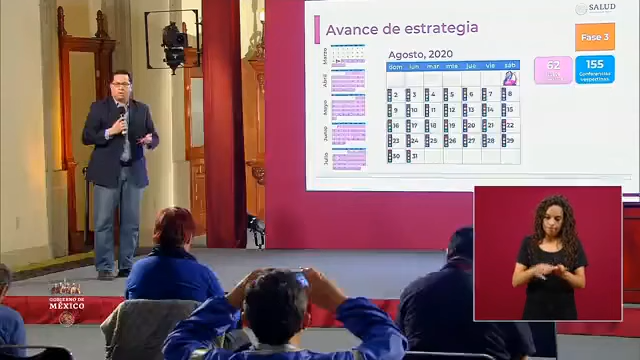 SALUD
Avance de estrategia
Fase 3
Agosto, 2020
dom lun mar mie jue vie sáb
2 3 4 5 6 7 8
9 10 11 12 13 14 15
16 17 18 19 20 21 22
23 24 25 26 27 28 29
30 31
Marzo
Abril
Mayo
Junio
Julio
62
155
Conferencias
vespertinas
GOBIERNO DE
MÉXICO